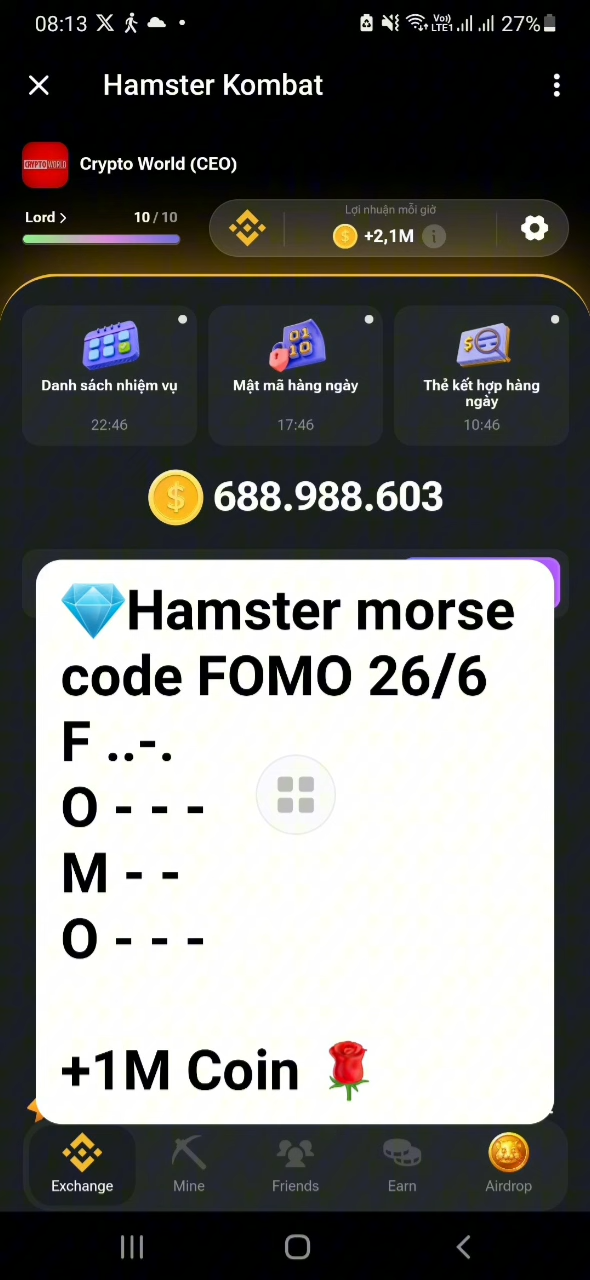 08:13 27%
Hamster Kombat
CRYPTO WORLD
Crypto World (CEO)
Lord > 10 / 10
Lợi nhuận mỗi giờ
+2,1M
Danh sách nhiệm vụ
22:46
Mật mã hàng ngày
17:46
Thẻ kết hợp hàng
ngày
10:46
688.988.603
💎Hamster morse
code FOMO 26/6
F ..-.
O - - -
M - -
O - - -
+1M Coin 🌹
Exchange
Mine
Friends
Earn
Airdrop